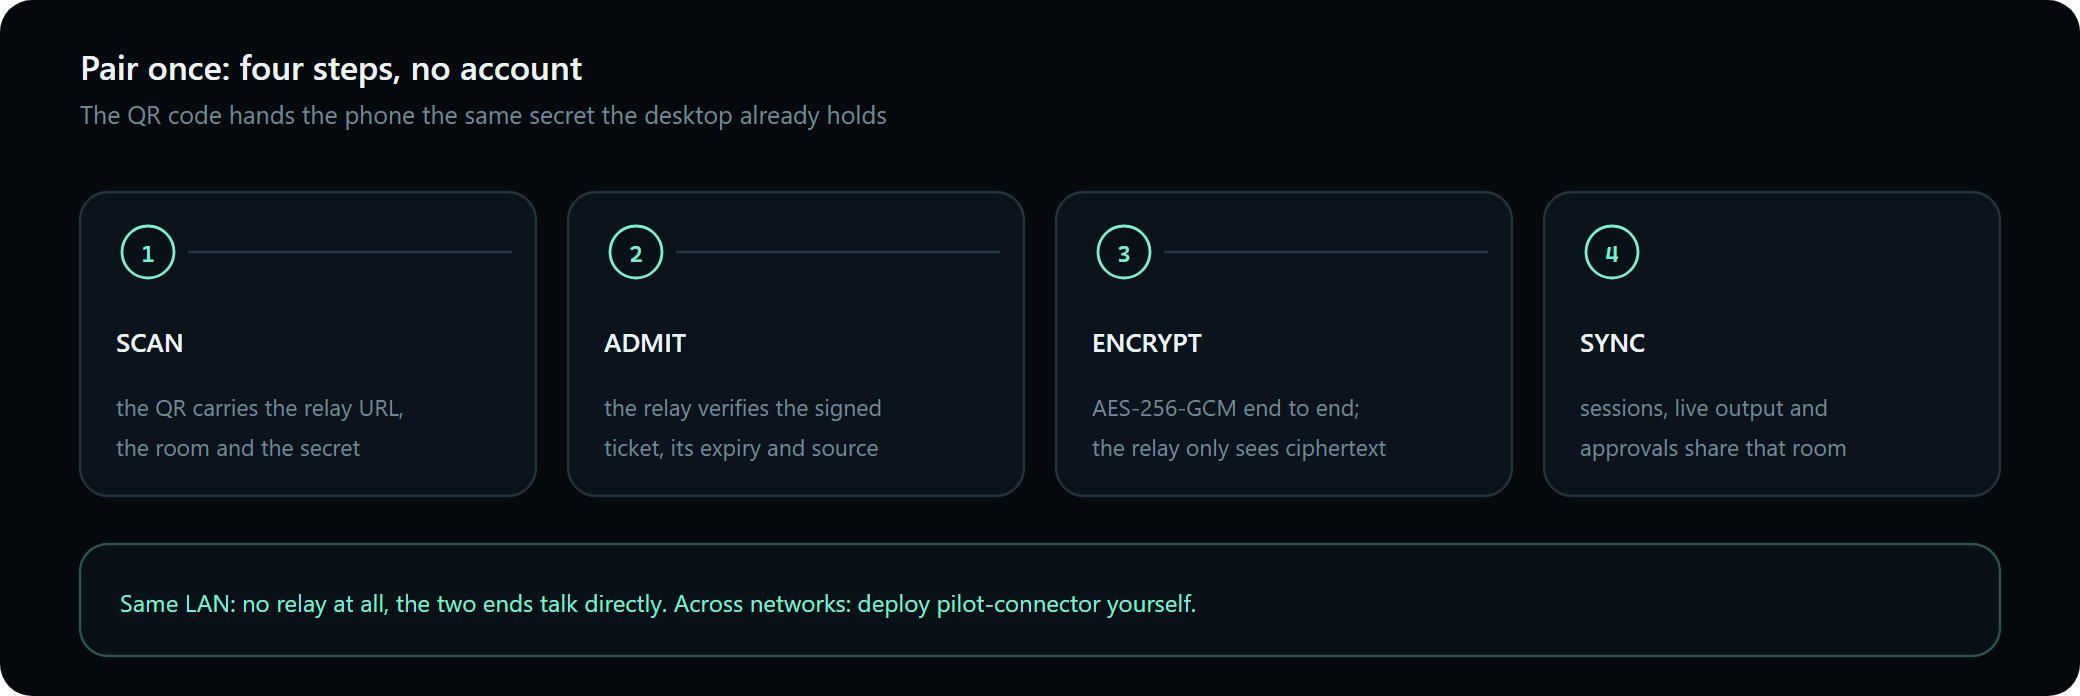 Pair once: four steps, no account
The QR code hands the phone the same secret the desktop already holds
1
SCAN
the QR carries the relay URL,
the room and the secret
2
ADMIT
the relay verifies the signed
ticket, its expiry and source
3
ENCRYPT
AES-256-GCM end to end;
the relay only sees ciphertext
4
SYNC
sessions, live output and
approvals share that room
Same LAN: no relay at all, the two ends talk directly. Across networks: deploy pilot-connector yourself.